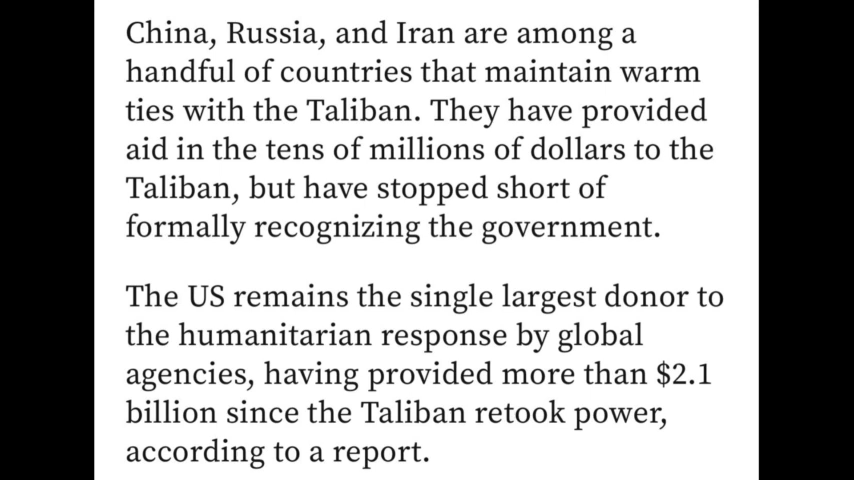 China, Russia, and Iran are among a
handful of countries that maintain warm
ties with the Taliban. They have provided
aid in the tens of millions of dollars to the
Taliban, but have stopped short of
formally recognizing the government.
The US remains the single largest donor to
the humanitarian response by global
agencies, having provided more than $2.1
billion since the Taliban retook power,
according to a report.